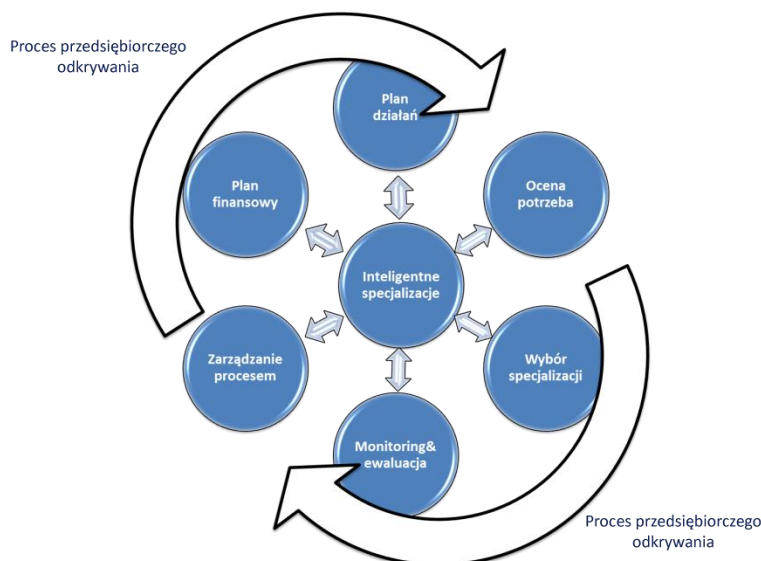 Proces przedsiębiorczego
odkrywania
Plan
działań
Plan
finansowy
Ocena
potrzeba
Inteligentne
specjalizacje
Zarządzanie
procesem
Wybór
specjalizacji
Monitoring&
ewaluacja
Proces przedsiębiorczego
odkrywania